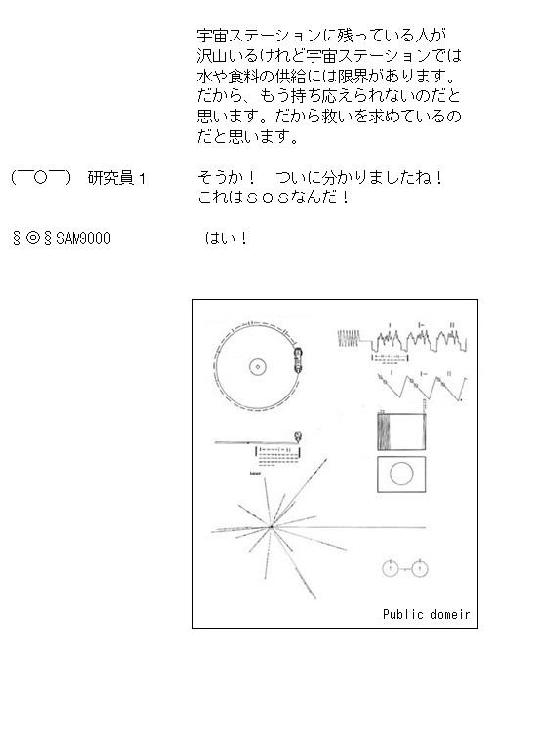 宇宙ステーションに残っている人が
沢山いるけれど宇宙ステーションでは
水や食料の供給には限界があります。
だから、もう持ち応えられないのだと
思います。だから救いを求めているの
だと思います。
(￣○￣) 研究員１ そうか！ ついに分かりましたね！
これはｓｏｓなんだ！
§◎§SAM9000 はい！
Public domeir